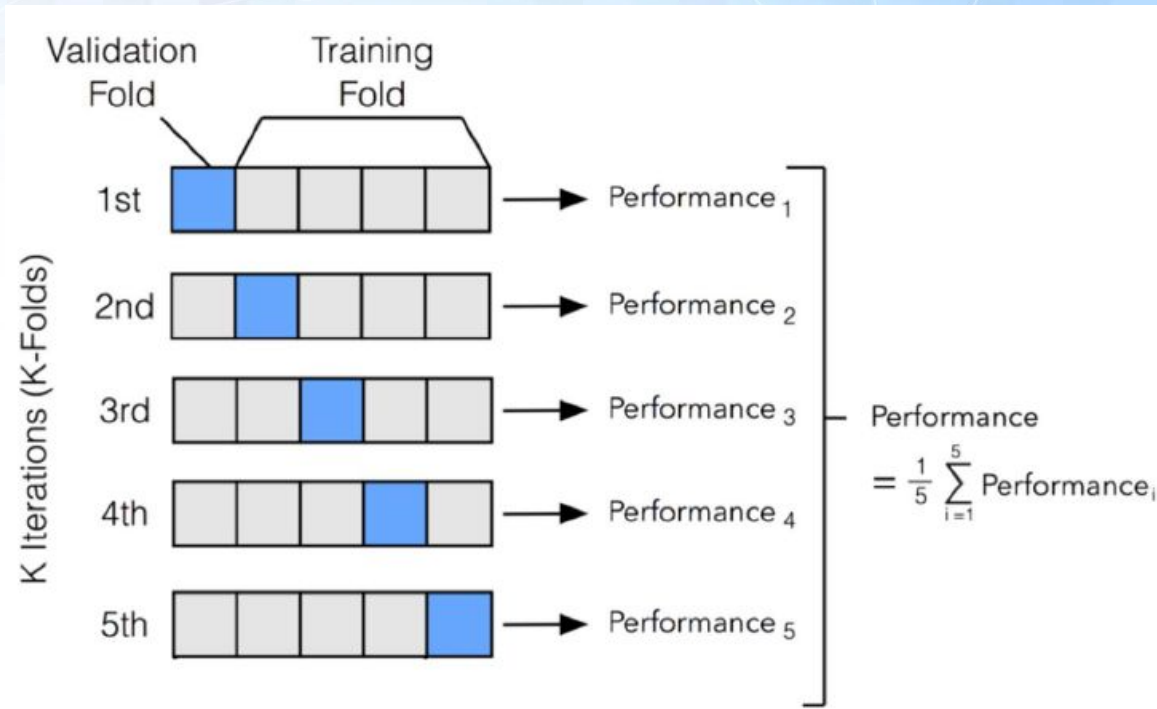 Validation
Fold
Training
Fold
K Iterations (K-Folds)
1st
Performance 1
2nd
Performance 2
3rd
Performance 3
4th
Performance 4
5th
Performance 5
Performance
= 1/5 5∑i=1 Performancei